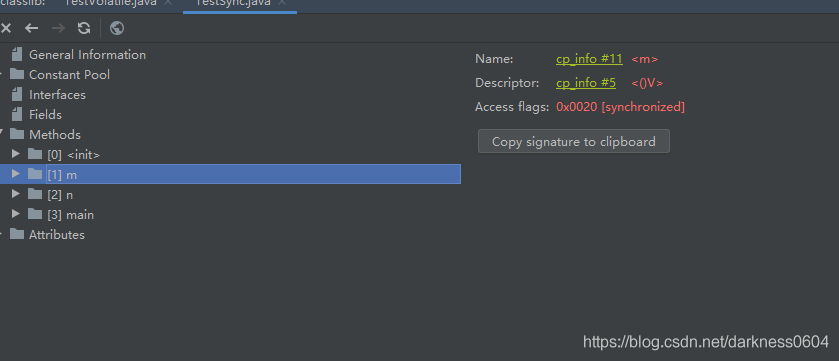 classlib: TestVolatile.java TestSync.java
General Information
Constant Pool
Interfaces
Fields
Methods
[0] <init>
[1] m
[2] n
[3] main
Attributes
Name: cp_info #11 <m>
Descriptor: cp_info #5 <()V>
Access flags: 0x0020 [synchronized]
Copy signature to clipboard
https://blog.csdn.net/darkness0604